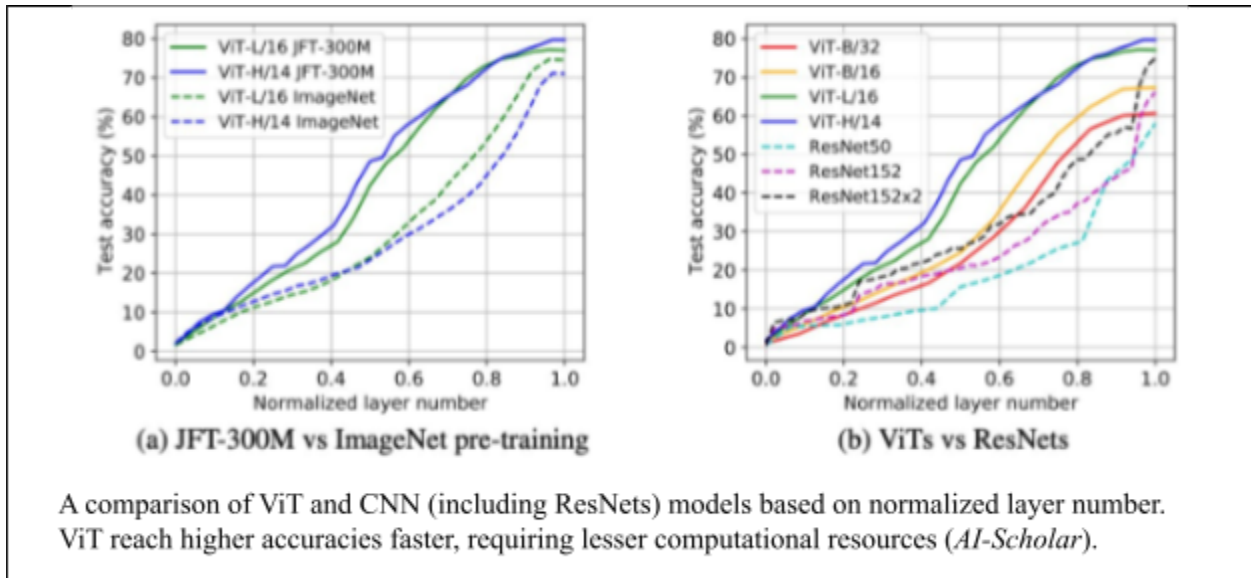 80
70
60
50
40
30
20
10
0
Test accuracy (%)
ViT-L/16 JFT-300M
ViT-H/14 JFT-300M
ViT-L/16 ImageNet
ViT-H/14 ImageNet
0.0 0.2 0.4 0.6 0.8 1.0
Normalized layer number
(a) JFT-300M vs ImageNet pre-training
80
70
60
50
40
30
20
10
0
Test accuracy (%)
ViT-B/32
ViT-B/16
ViT-L/16
ViT-H/14
ResNet50
ResNet152
ResNet152x2
0.0 0.2 0.4 0.6 0.8 1.0
Normalized layer number
(b) ViTs vs ResNets
A comparison of ViT and CNN (including ResNets) models based on normalized layer number.
ViT reach higher accuracies faster, requiring lesser computational resources (AI-Scholar).